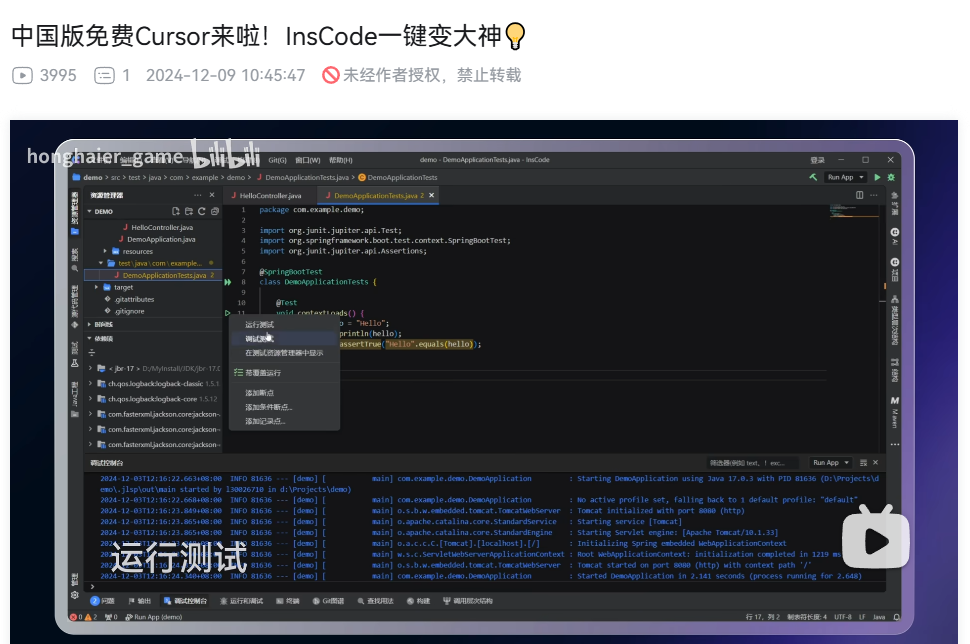 中国版免费Cursor来啦！InsCode一键变大神
3995 1 2024-12-09 10:45:47 未经作者授权，禁止转载
honghaier_game bilibili
Git(G) 窗口(W) 帮助(H) demo - DemoApplicationTests.java - InsCode 登录
demo > src > test > java > com > example > demo > DemoApplicationTests.java > DemoApplicationTests Run App
资源管理器 HelloController.java DemoApplicationTests.java 2
DEMO
HelloController.java
DemoApplication.java
resources
test\java\com\example...
DemoApplicationTests.java 2
target
.gitattributes
.gitignore
依赖项
< jbr-17 > D:/MyInstall/JDK/jbr-17.0
ch.qos.logback:logback-classic 1.5.1
ch.qos.logback:logback-core 1.5.12
com.fasterxml.jackson.core:jackson-
com.fasterxml.jackson.core:jackson-
com.fasterxml.jackson.core:jackson-
1 package com.example.demo;
2
3 import org.junit.jupiter.api.Test;
4 import org.springframework.boot.test.context.SpringBootTest;
5 import org.junit.jupiter.api.Assertions;
6
7 @SpringBootTest
8 class DemoApplicationTests {
9
10 @Test
11 void contextLoads() {
o = "Hello";
println(hello);
assertTrue("Hello".equals(hello));
运行测试
调试测试
在测试资源管理器中显示
按覆盖运行
添加断点
添加条件断点...
添加记录点...
Maven
调试控制台 筛选器(例如 text, !exc... Run App
2024-12-03T12:16:22.663+08:00 INFO 81636 --- [demo] [ main] com.example.demo.DemoApplication : Starting DemoApplication using Java 17.0.3 with PID 81636 (D:\Projects\d
emo\.jlsp\out\main started by l30026710 in d:\Projects\demo)
2024-12-03T12:16:22.668+08:00 INFO 81636 --- [demo] [ main] com.example.demo.DemoApplication : No active profile set, falling back to 1 default profile: "default"
2024-12-03T12:16:23.849+08:00 INFO 81636 --- [demo] [ main] o.s.b.w.embedded.tomcat.TomcatWebServer : Tomcat initialized with port 8080 (http)
2024-12-03T12:16:23.865+08:00 INFO 81636 --- [demo] [ main] o.apache.catalina.core.StandardService : Starting service [Tomcat]
2024-12-03T12:16:23.865+08:00 INFO 81636 --- [demo] [ main] o.apache.catalina.core.StandardEngine : Starting Servlet engine: [Apache Tomcat/10.1.33]
main] o.a.c.c.C.[Tomcat].[localhost].[/] : Initializing Spring embedded WebApplicationContext
main] w.s.c.ServletWebServerApplicationContext : Root WebApplicationContext: initialization completed in 1219 ms
main] o.s.b.w.embedded.tomcat.TomcatWebServer : Tomcat started on port 8080 (http) with context path '/'
2024-12-03T12:16:24.340+08:00 INFO 81636 --- [demo] [ main] com.example.demo.DemoApplication : Started DemoApplication in 2.141 seconds (process running for 2.648)
运行测试
2 问题 输出 调试控制台 运行和调试 终端 Git图谱 查找用法 构建 调用层次结构
0 2 0 Run App (demo) 行 17, 列 2 制表符长度: 4 UTF-8 LF Java